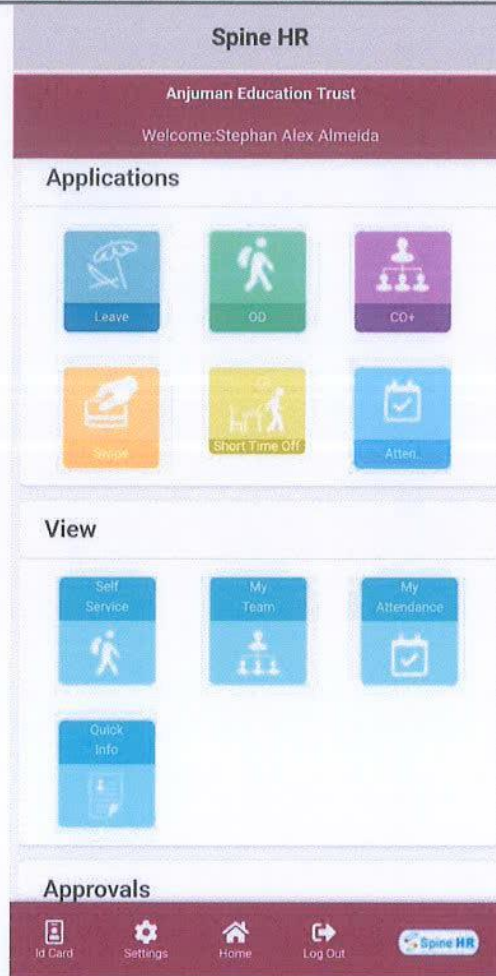 Spine HR
Anjuman Education Trust
Welcome:Stephan Alex Almeida
Applications
Leave
OD
CO+
Swipe
Short Time Off
Atten..
View
Self
Service
My
Team
My
Attendance
Quick
Info
Approvals
Id Card
Settings
Home
Log Out
Spine HR